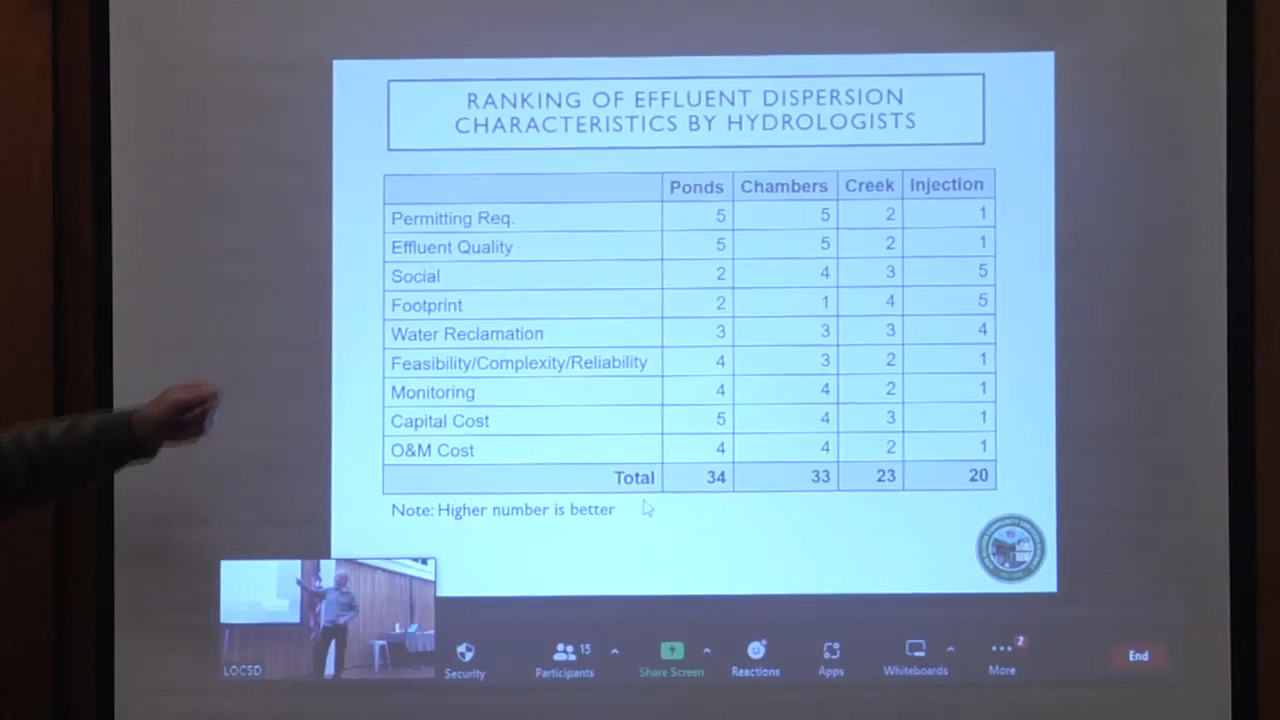 RANKING OF EFFLUENT DISPERSION
CHARACTERISTICS BY HYDROLOGISTS
Ponds Chambers Creek Injection
Permitting Req. 5 5 2 1
Effluent Quality 5 5 2 1
Social 2 4 3 5
Footprint 2 1 4 5
Water Reclamation 3 3 3 4
Feasibility/Complexity/Reliability 4 3 2 1
Monitoring 4 4 2 1
Capital Cost 5 4 3 1
O&M Cost 4 4 2 1
Total 34 33 23 20
Note: Higher number is better
LOCSD
Security
Participants 15
Share Screen
Reactions
Apps
Whiteboards
More 2
End